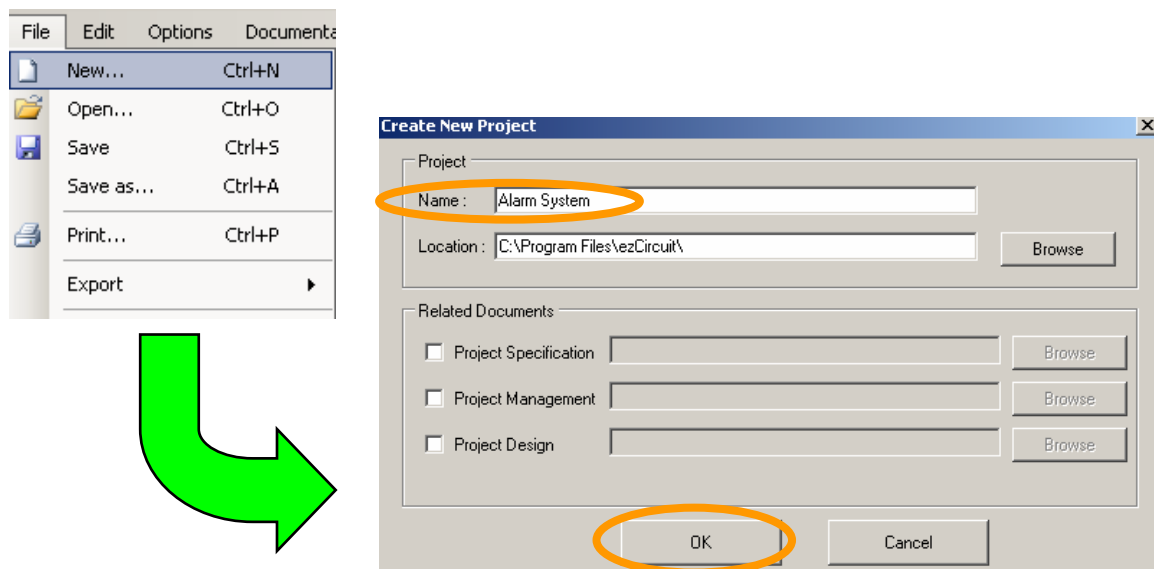 File Edit Options Documenta
New... Ctrl+N
Open... Ctrl+O
Save Ctrl+S
Save as... Ctrl+A
Print... Ctrl+P
Export
Create New Project
Project
Name : Alarm System
Location : C:\Program Files\ezCircuit\ Browse
Related Documents
Project Specification Browse
Project Management Browse
Project Design Browse
OK Cancel